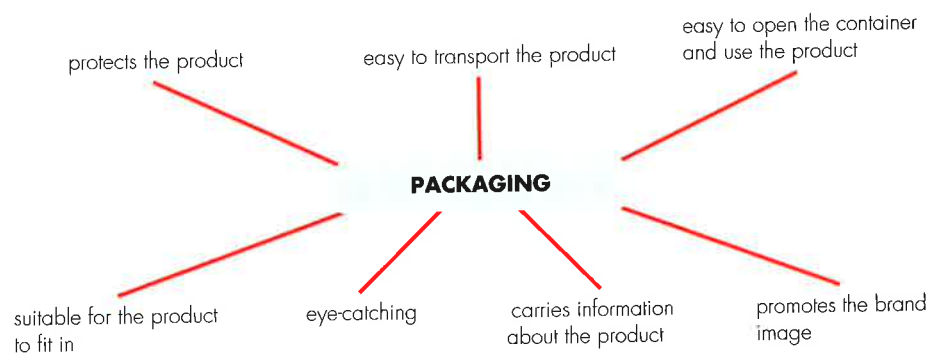 protects the product
easy to transport the product
easy to open the container
and use the product
PACKAGING
suitable for the product
to fit in
eye-catching
carries information
about the product
promotes the brand
image